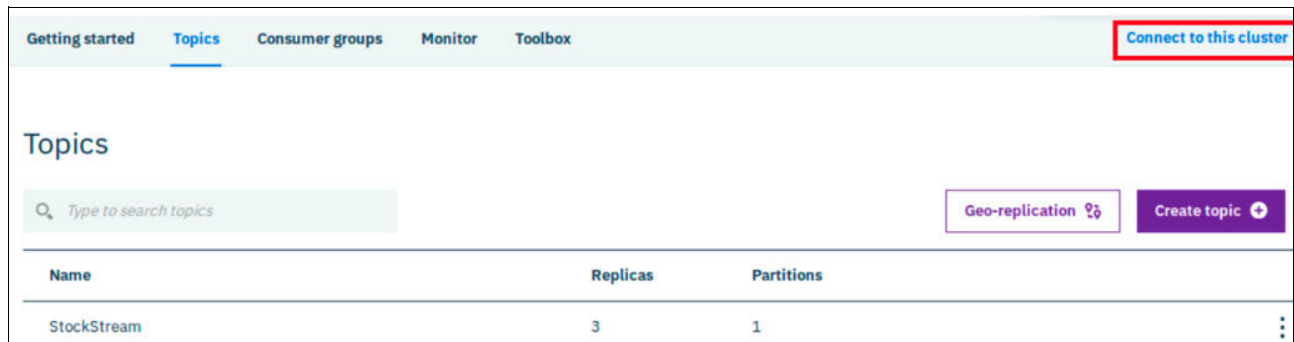 Getting started Topics Consumer groups Monitor Toolbox Connect to this cluster
Topics
Type to search topics Geo-replication Create topic
Name Replicas Partitions
StockStream 3 1